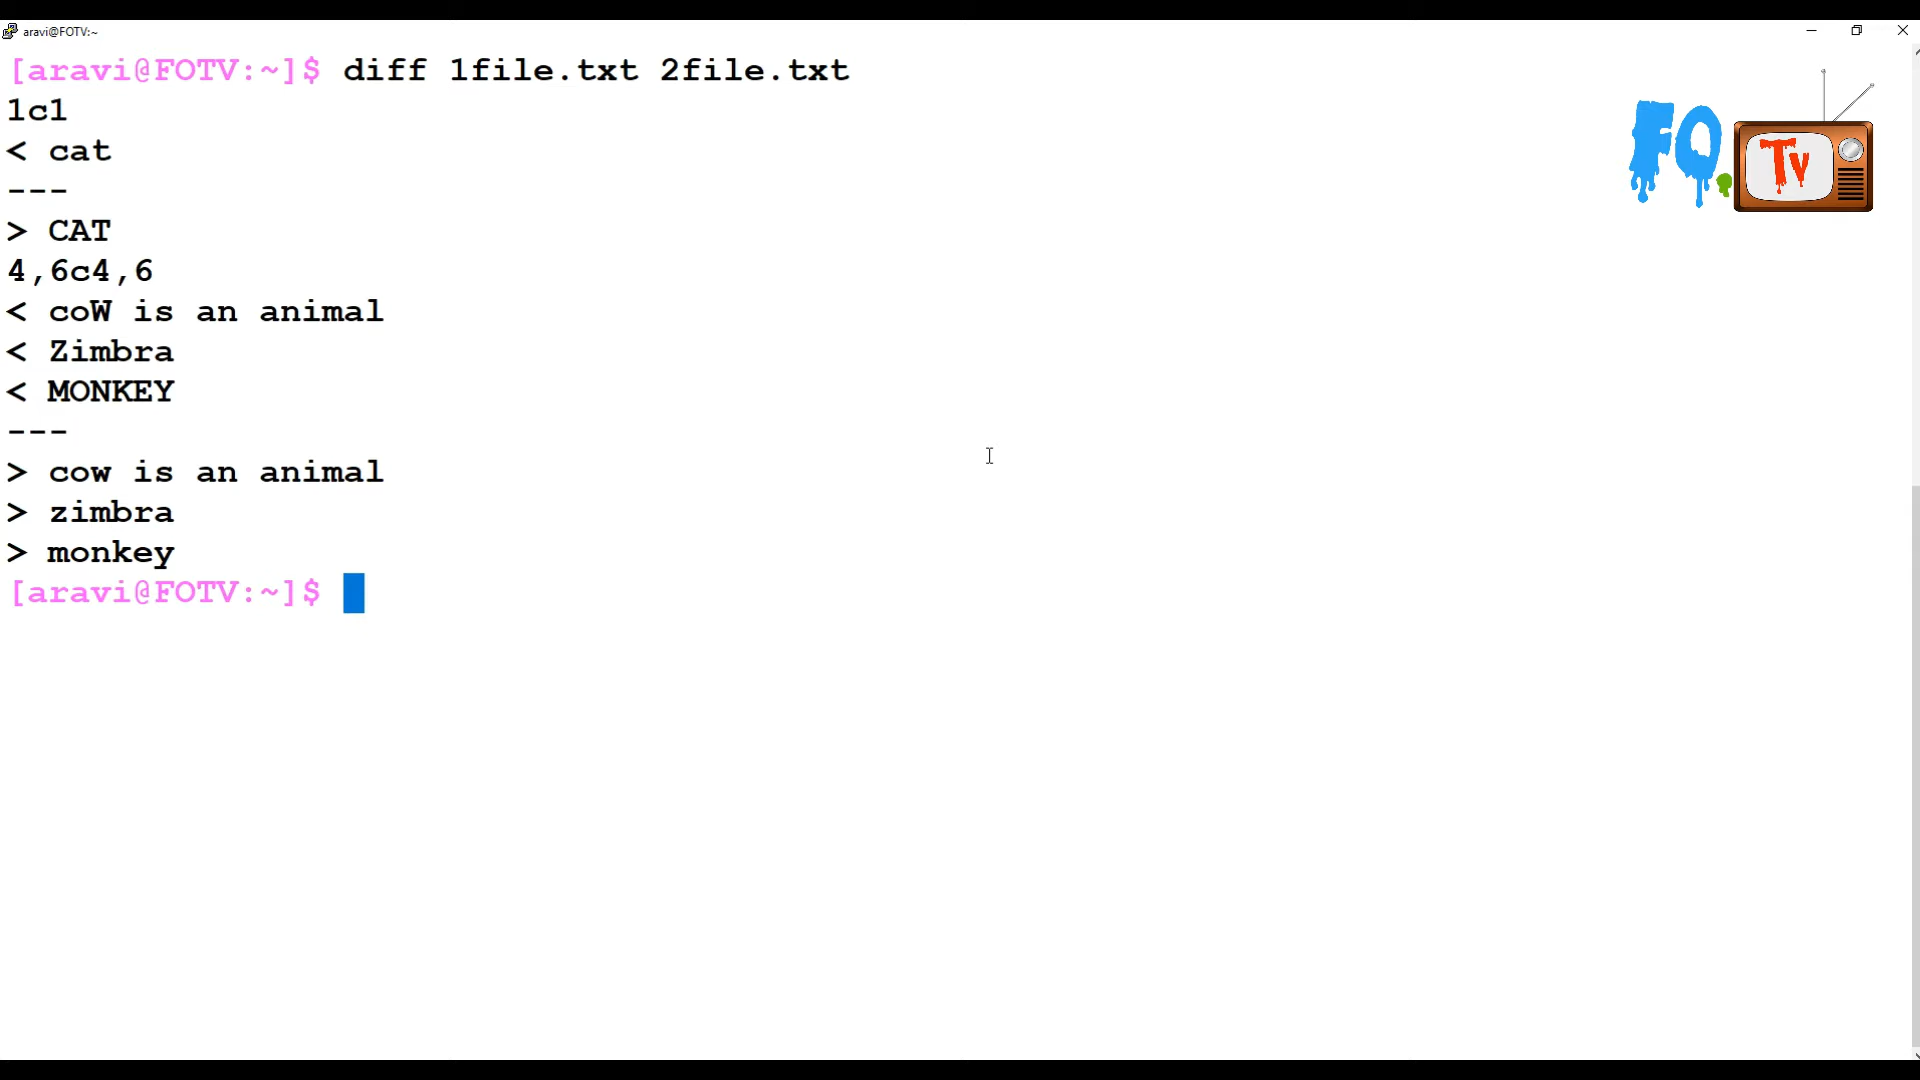 aravi@FOTV:~
[aravi@FOTV:~]$ diff 1file.txt 2file.txt
1c1
< cat
---
> CAT
4,6c4,6
< coW is an animal
< Zimbra
< MONKEY
---
> cow is an animal
> zimbra
> monkey
[aravi@FOTV:~]$
FO.
Tv